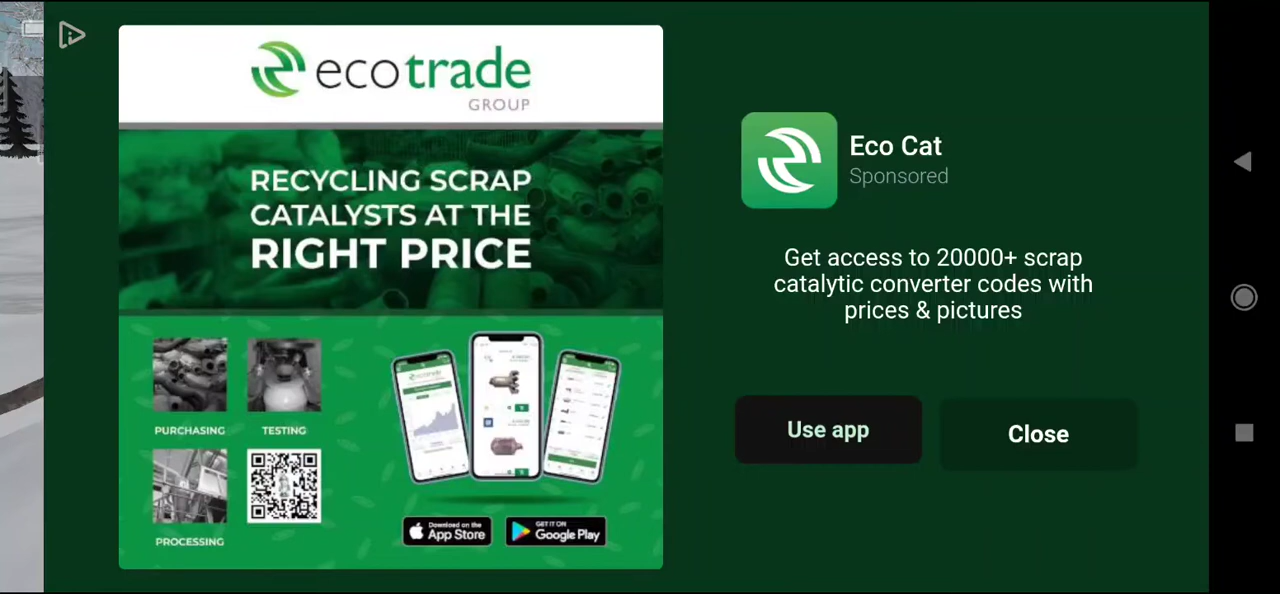 ecotrade
GROUP
RECYCLING SCRAP
CATALYSTS AT THE
RIGHT PRICE
PURCHASING
TESTING
PROCESSING
Download on the
App Store
GET IT ON
Google Play
Eco Cat
Sponsored
Get access to 20000+ scrap
catalytic converter codes with
prices & pictures
Use app
Close